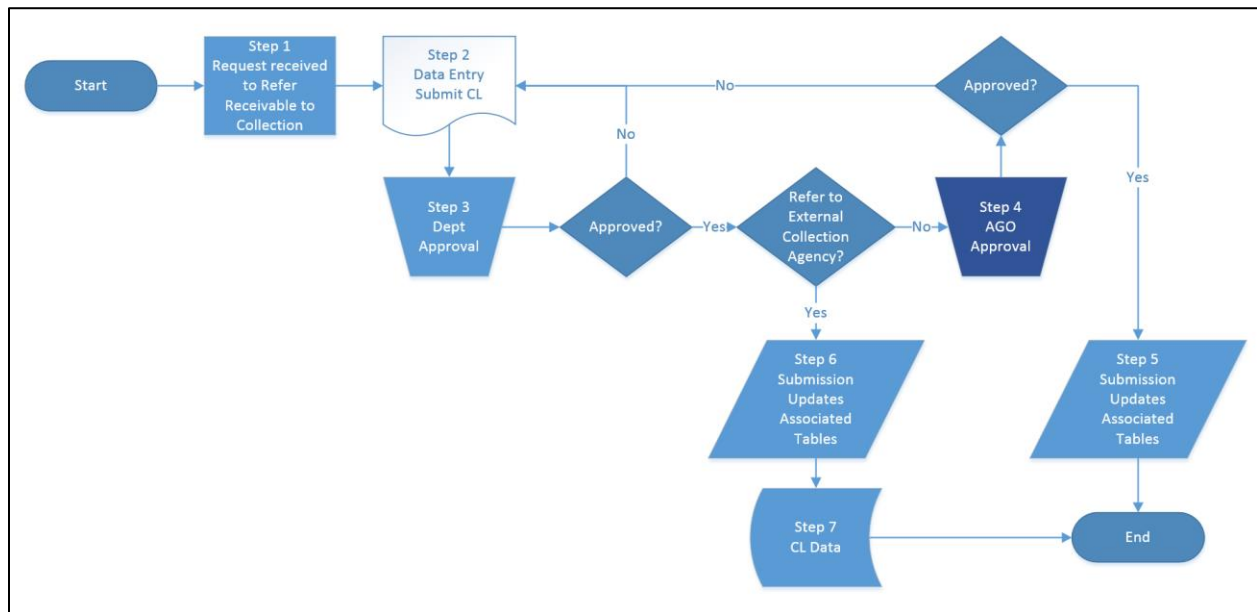 Start
Step 1
Request received
to Refer
Receivable to
Collection
Step 2
Data Entry
Submit CL
No
Approved?
No
Yes
Step 3
Dept
Approval
Approved?
Yes
Refer to
External
Collection
Agency?
No
Step 4
AGO
Approval
Yes
Step 6
Submission
Updates
Associated
Tables
Step 5
Submission
Updates
Associated
Tables
Step 7
CL Data
End